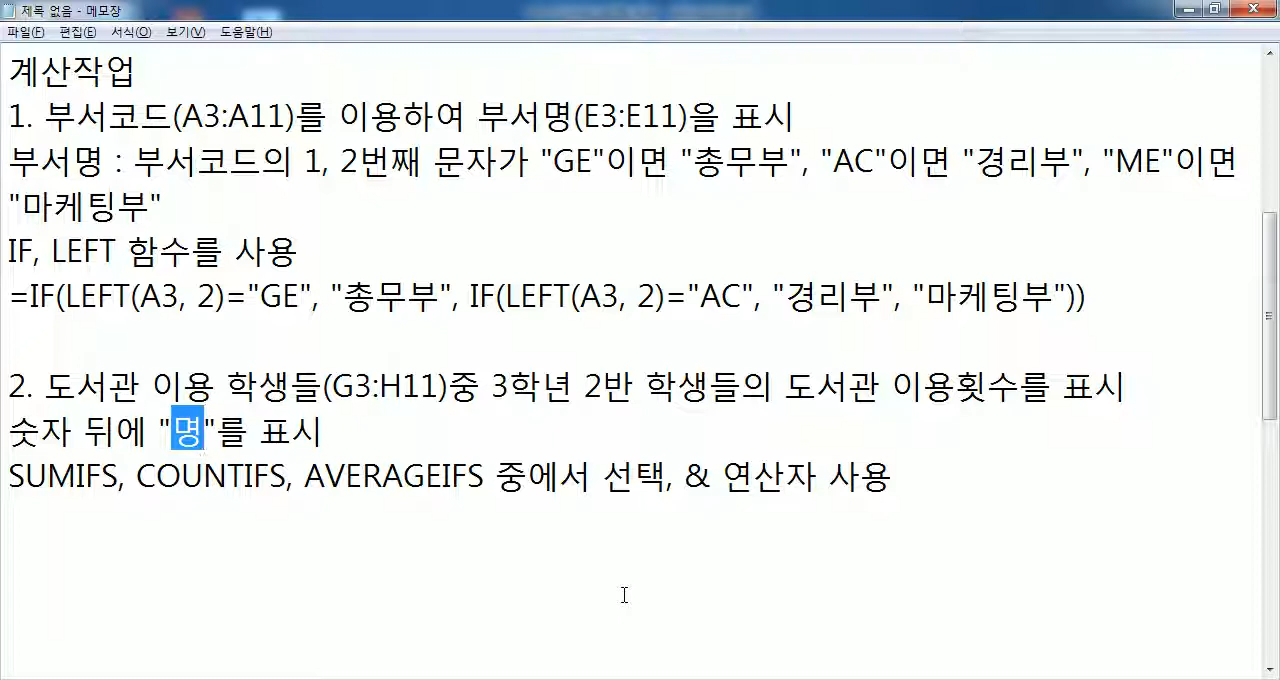 제목 없음 - 메모장
파일(F) 편집(E) 서식(O) 보기(V) 도움말(H)
계산작업
1. 부서코드(A3:A11)를 이용하여 부서명(E3:E11)을 표시
부서명 : 부서코드의 1, 2번째 문자가 "GE"이면 "총무부", "AC"이면 "경리부", "ME"이면
"마케팅부"
IF, LEFT 함수를 사용
=IF(LEFT(A3, 2)="GE", "총무부", IF(LEFT(A3, 2)="AC", "경리부", "마케팅부"))
2. 도서관 이용 학생들(G3:H11)중 3학년 2반 학생들의 도서관 이용횟수를 표시
숫자 뒤에 "명"를 표시
SUMIFS, COUNTIFS, AVERAGEIFS 중에서 선택, & 연산자 사용